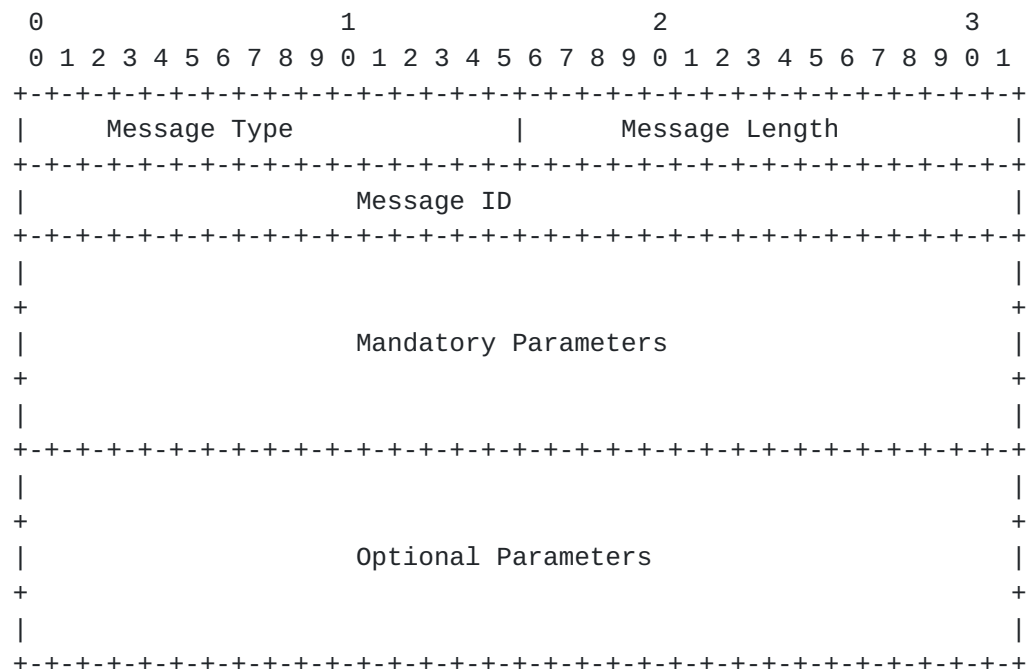 0                   1                   2                   3
 0 1 2 3 4 5 6 7 8 9 0 1 2 3 4 5 6 7 8 9 0 1 2 3 4 5 6 7 8 9 0 1
+-+-+-+-+-+-+-+-+-+-+-+-+-+-+-+-+-+-+-+-+-+-+-+-+-+-+-+-+-+-+-+-+
|     Message Type              |      Message Length           |
+-+-+-+-+-+-+-+-+-+-+-+-+-+-+-+-+-+-+-+-+-+-+-+-+-+-+-+-+-+-+-+-+
|                     Message ID                                |
+-+-+-+-+-+-+-+-+-+-+-+-+-+-+-+-+-+-+-+-+-+-+-+-+-+-+-+-+-+-+-+-+
|                                                               |
+                                                               +
|                     Mandatory Parameters                      |
+                                                               +
|                                                               |
+-+-+-+-+-+-+-+-+-+-+-+-+-+-+-+-+-+-+-+-+-+-+-+-+-+-+-+-+-+-+-+-+
|                                                               |
+                                                               +
|                     Optional Parameters                       |
+                                                               +
|                                                               |
+-+-+-+-+-+-+-+-+-+-+-+-+-+-+-+-+-+-+-+-+-+-+-+-+-+-+-+-+-+-+-+-+